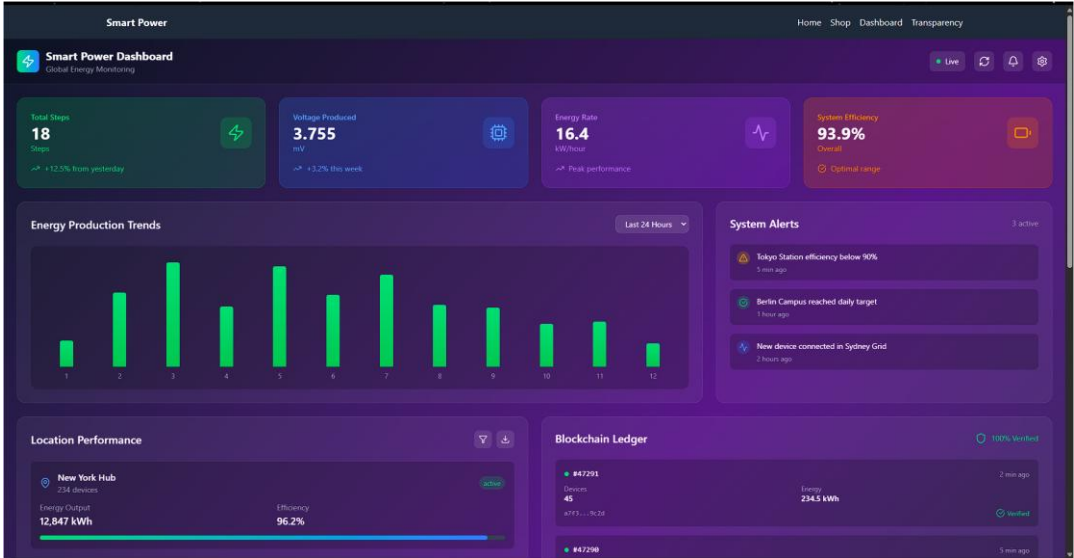 Smart Power
Home Shop Dashboard Transparency
Smart Power Dashboard
Global Energy Monitoring
Live
Total Steps
18
Steps
+12.5% from yesterday
Voltage Produced
3.755
mV
+3.2% this week
Energy Rate
16.4
kW/hour
Peak performance
System Efficiency
93.9%
Overall
Optimal range
Energy Production Trends
Last 24 Hours
1 2 3 4 5 6 7 8 9 10 11 12
System Alerts
3 active
Tokyo Station efficiency below 90%
5 min ago
Berlin Campus reached daily target
1 hour ago
New device connected in Sydney Grid
2 hours ago
Location Performance
New York Hub
234 devices
active
Energy Output
12,847 kWh
Efficiency
96.2%
Blockchain Ledger
100% Verified
#47291
2 min ago
Devices
45
Energy
234.5 kWh
a7f3...9c2d
Verified
#47290
5 min ago